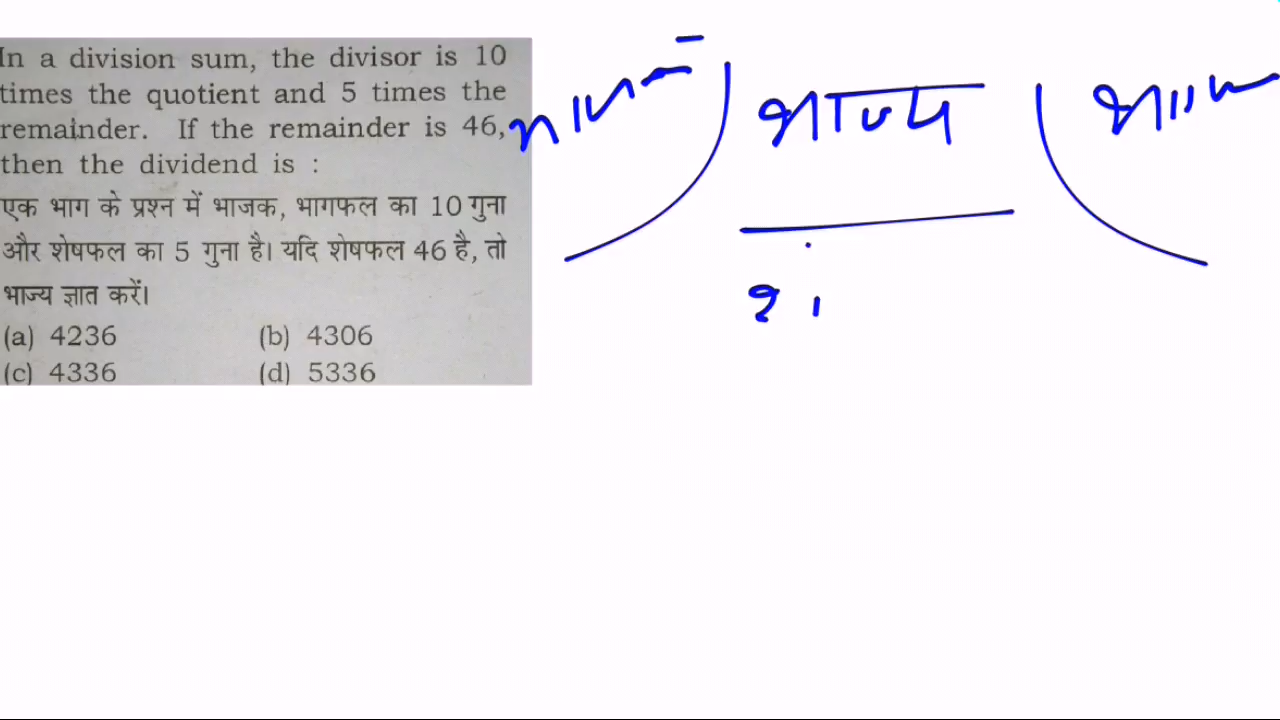 In a division sum, the divisor is 10
times the quotient and 5 times the
remainder. If the remainder is 46,
then the dividend is :
एक भाग के प्रश्न में भाजक, भागफल का 10 गुना
और शेषफल का 5 गुना है। यदि शेषफल 46 है, तो
भाज्य ज्ञात करें।
(a) 4236 (b) 4306
(c) 4336 (d) 5336
भाज्य